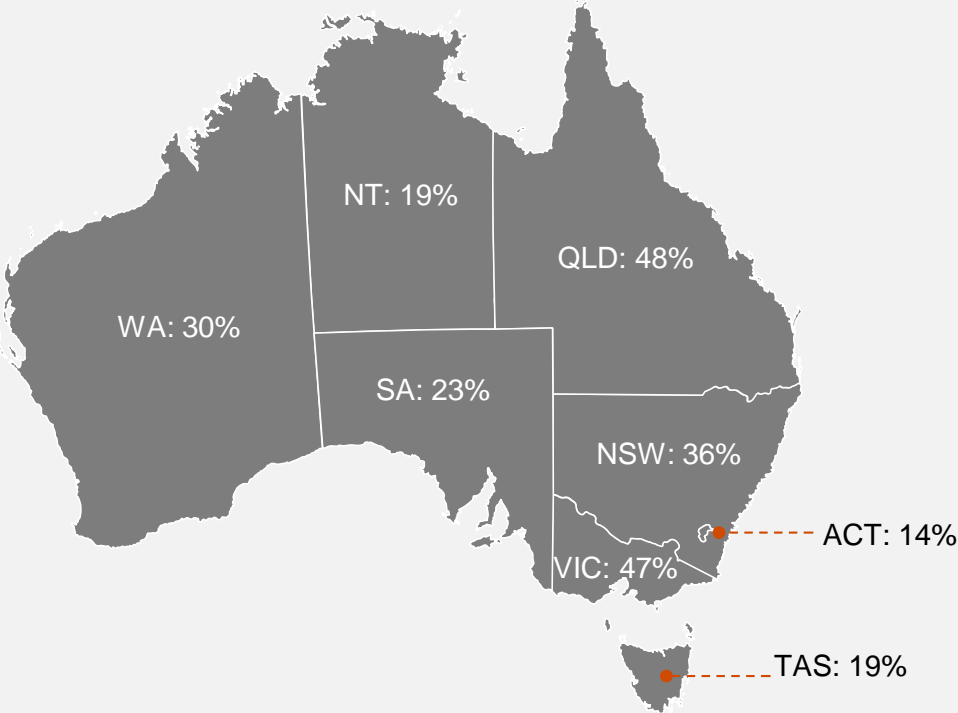 NT: 19%
QLD: 48%
WA: 30%
SA: 23%
NSW: 36%
ACT: 14%
VIC: 47%
TAS: 19%